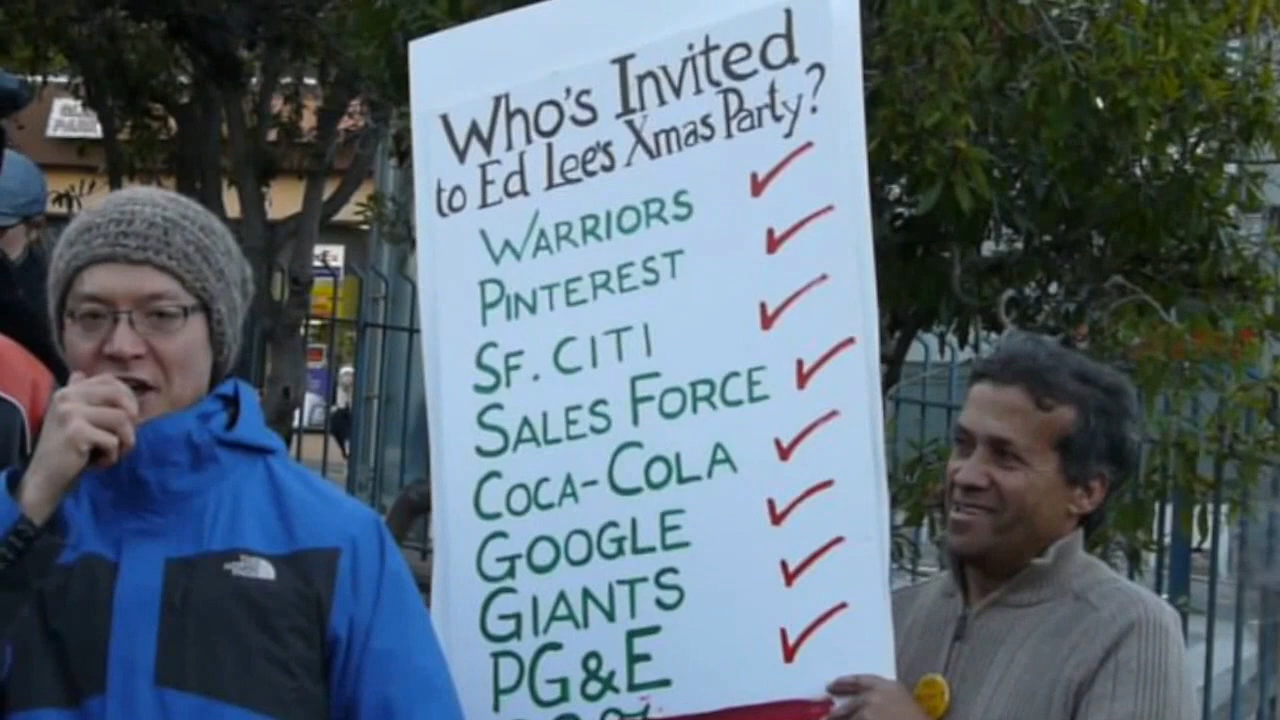 Who's Invited
to Ed Lee's Xmas Party?
WARRIORS ✓
PINTEREST ✓
SF. CITI ✓
SALES FORCE ✓
COCA-COLA ✓
GOOGLE ✓
GIANTS ✓
PG&E ✓
THE NORTH FACE